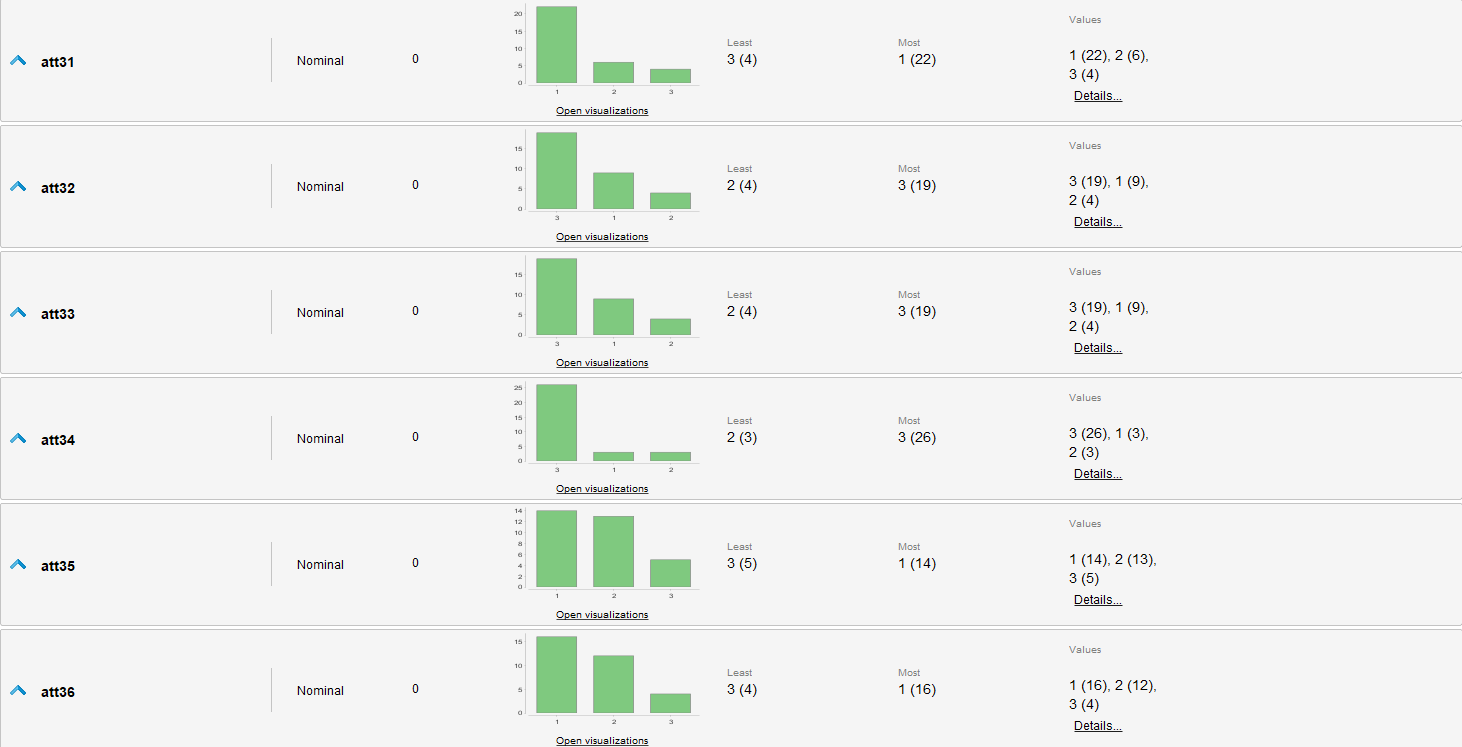 att31
Nominal
0
20
15
10
5
0
1 2 3
Open visualizations
Least
3 (4)
Most
1 (22)
Values
1 (22), 2 (6),
3 (4)
Details...
att32
Nominal
0
15
10
5
0
3 1 2
Open visualizations
Least
2 (4)
Most
3 (19)
Values
3 (19), 1 (9),
2 (4)
Details...
att33
Nominal
0
15
10
5
0
3 1 2
Open visualizations
Least
2 (4)
Most
3 (19)
Values
3 (19), 1 (9),
2 (4)
Details...
att34
Nominal
0
25
20
15
10
5
0
3 1 2
Open visualizations
Least
2 (3)
Most
3 (26)
Values
3 (26), 1 (3),
2 (3)
Details...
att35
Nominal
0
14
12
10
8
6
4
2
0
1 2 3
Open visualizations
Least
3 (5)
Most
1 (14)
Values
1 (14), 2 (13),
3 (5)
Details...
att36
Nominal
0
15
10
5
0
1 2 3
Open visualizations
Least
3 (4)
Most
1 (16)
Values
1 (16), 2 (12),
3 (4)
Details...